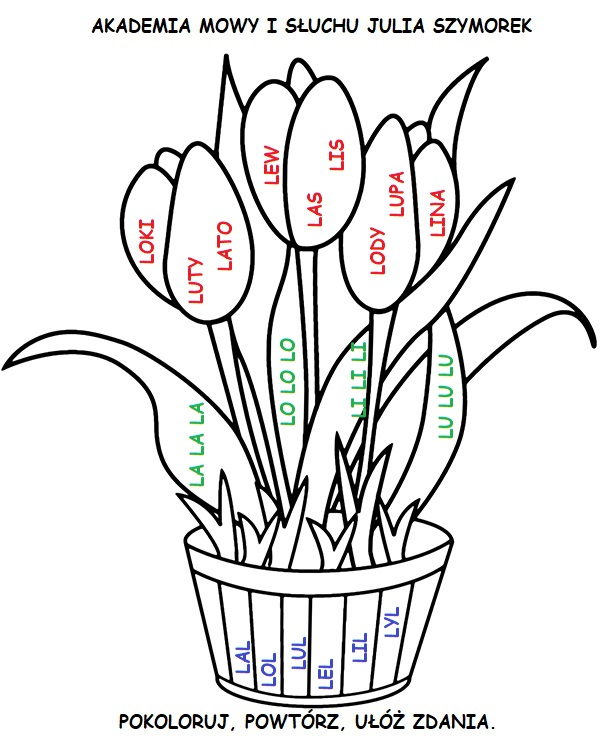 AKADEMIA MOWY I SŁUCHU JULIA SZYMOREK
LOKI
LUTY
LATO
LEW
LAS
LIS
LODY
LUPA
LINA
LA LA LA
LO LO LO
LI LI LI
LU LU LU
LAL
LOL
LUL
LEL
LIL
LYL
POKOLORUJ, POWTÓRZ, UŁÓŻ ZDANIA.